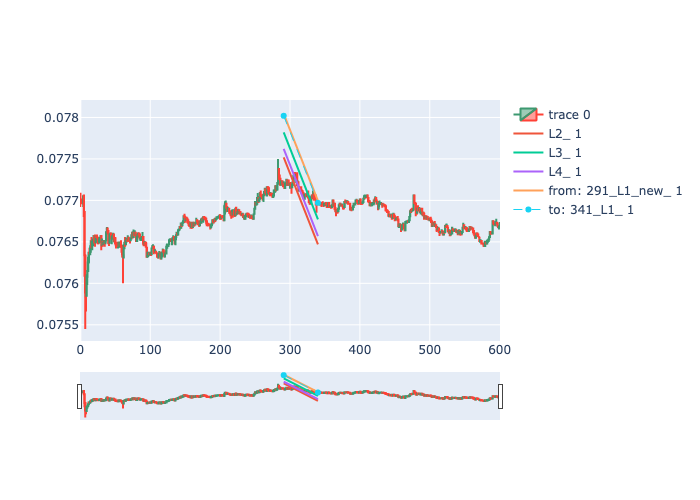 0.078
0.0775
0.077
0.0765
0.076
0.0755
0 100 200 300 400 500 600
trace 0
L2_ 1
L3_ 1
L4_ 1
from: 291_L1_new_ 1
to: 341_L1_ 1